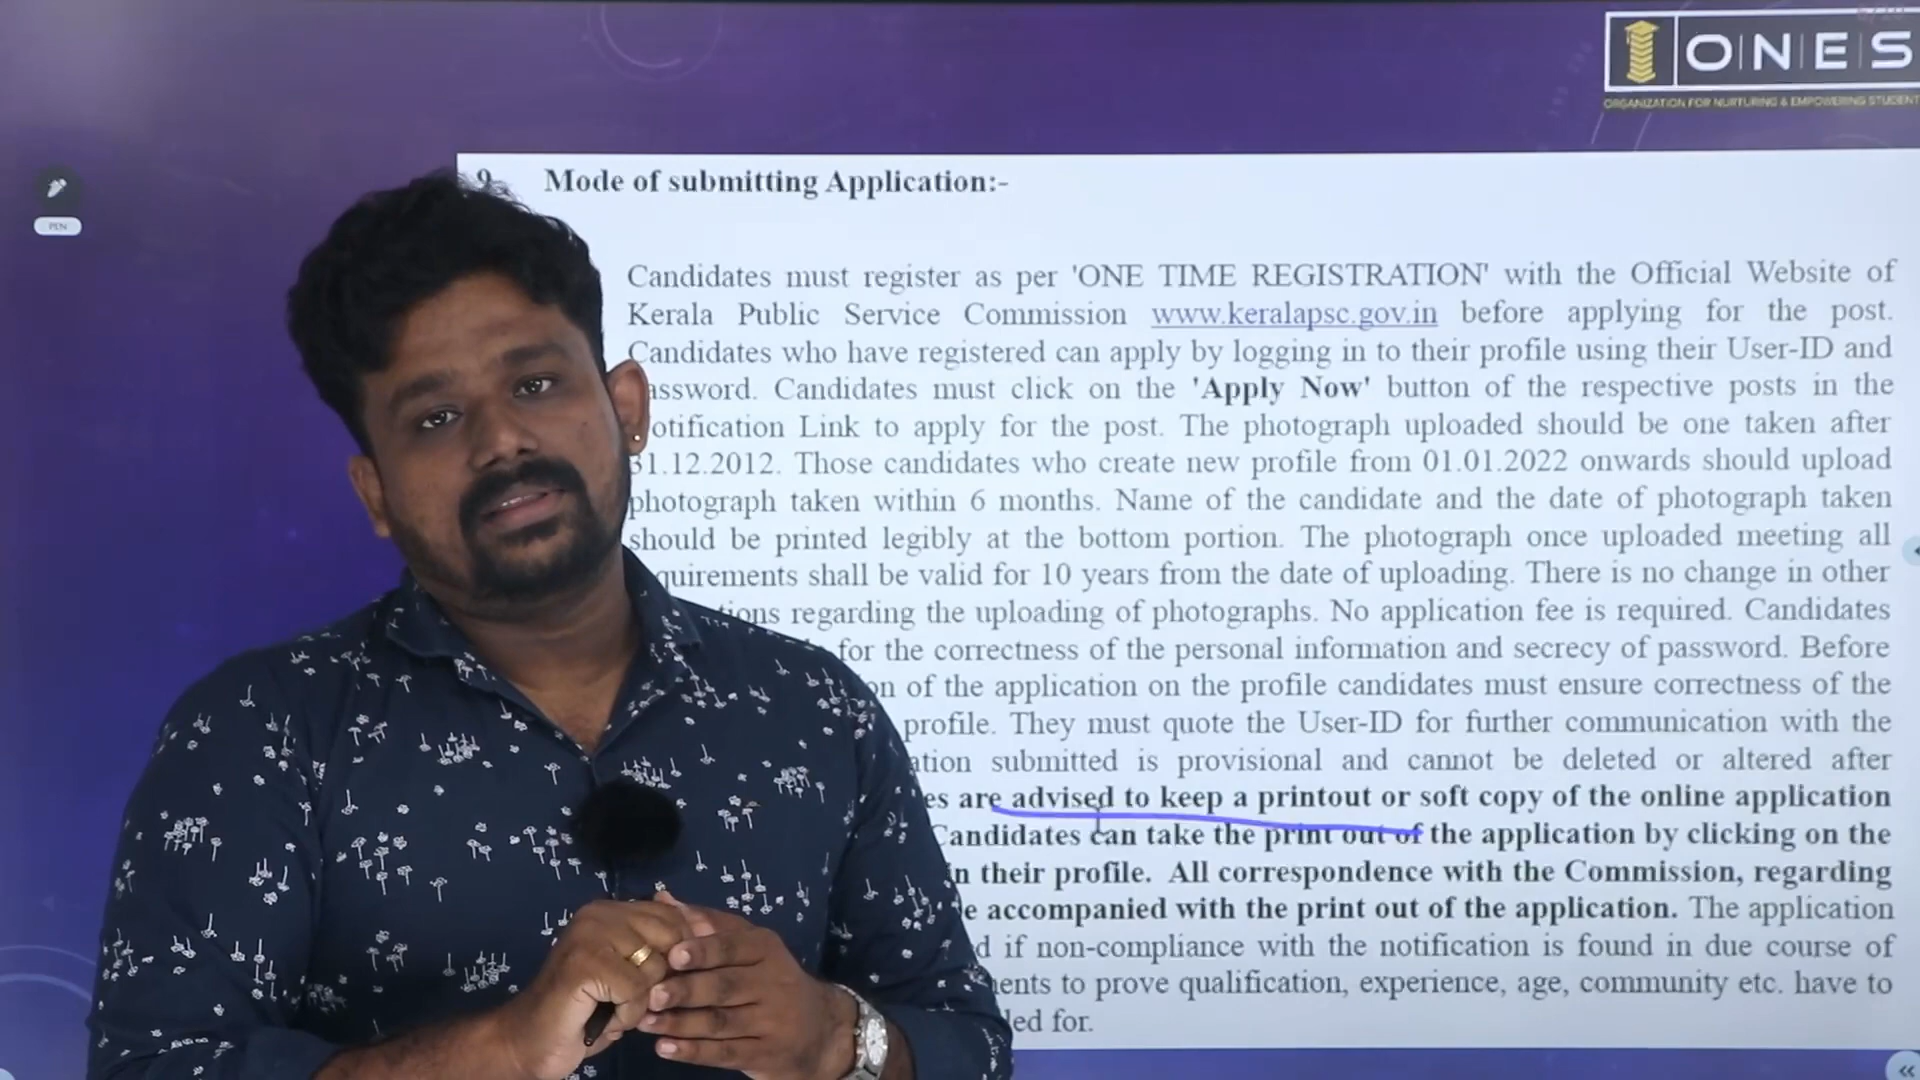 O|N|E|S
ORGANIZATION FOR NURTURING & EMPOWERING STUDENT
PEN
9. Mode of submitting Application:-
Candidates must register as per 'ONE TIME REGISTRATION' with the Official Website of
Kerala Public Service Commission www.keralapsc.gov.in before applying for the post.
Candidates who have registered can apply by logging in to their profile using their User-ID and
assword. Candidates must click on the 'Apply Now' button of the respective posts in the
otification Link to apply for the post. The photograph uploaded should be one taken after
31.12.2012. Those candidates who create new profile from 01.01.2022 onwards should upload
photograph taken within 6 months. Name of the candidate and the date of photograph taken
should be printed legibly at the bottom portion. The photograph once uploaded meeting all
quirements shall be valid for 10 years from the date of uploading. There is no change in other
tions regarding the uploading of photographs. No application fee is required. Candidates
for the correctness of the personal information and secrecy of password. Before
on of the application on the profile candidates must ensure correctness of the
profile. They must quote the User-ID for further communication with the
ation submitted is provisional and cannot be deleted or altered after
es are advised to keep a printout or soft copy of the online application
Candidates can take the print out of the application by clicking on the
in their profile. All correspondence with the Commission, regarding
e accompanied with the print out of the application. The application
d if non-compliance with the notification is found in due course of
ents to prove qualification, experience, age, community etc. have to
led for.